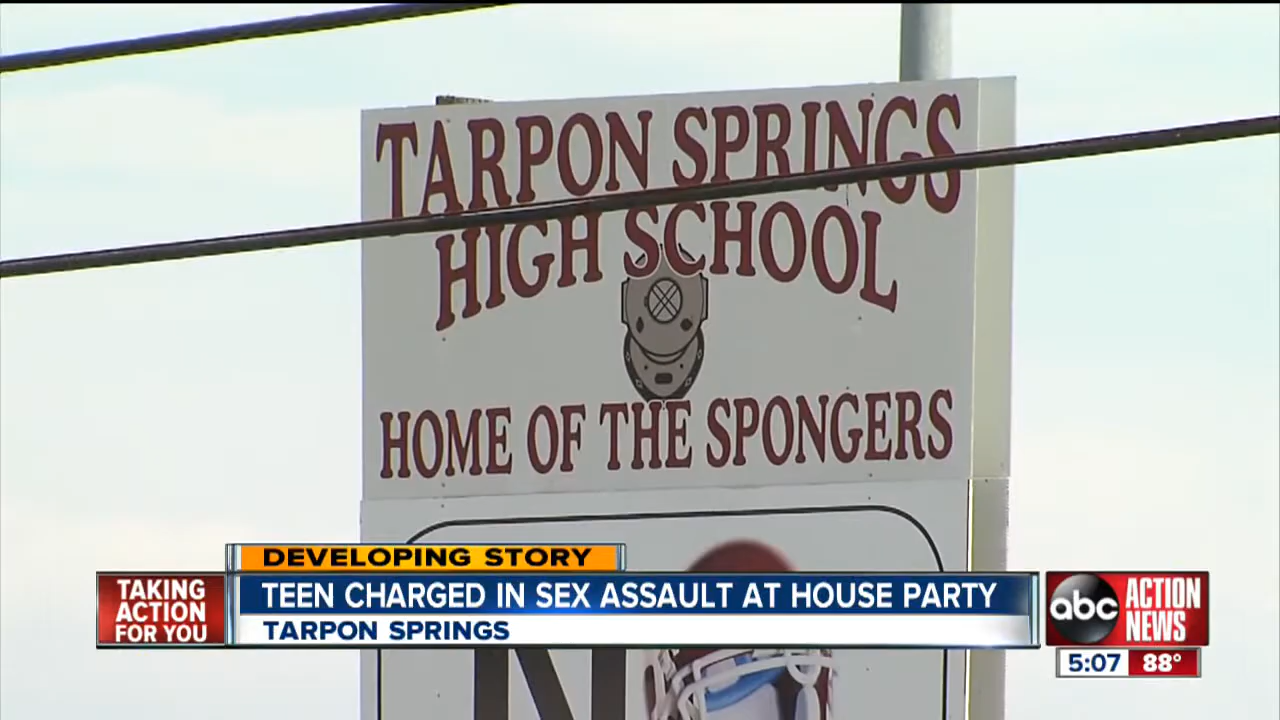 TARPON SPRINGS
HIGH SCHOOL
HOME OF THE SPONGERS
N
DEVELOPING STORY
TAKING
ACTION
FOR YOU
TEEN CHARGED IN SEX ASSAULT AT HOUSE PARTY
TARPON SPRINGS
abc
ACTION
NEWS
5:07 88°